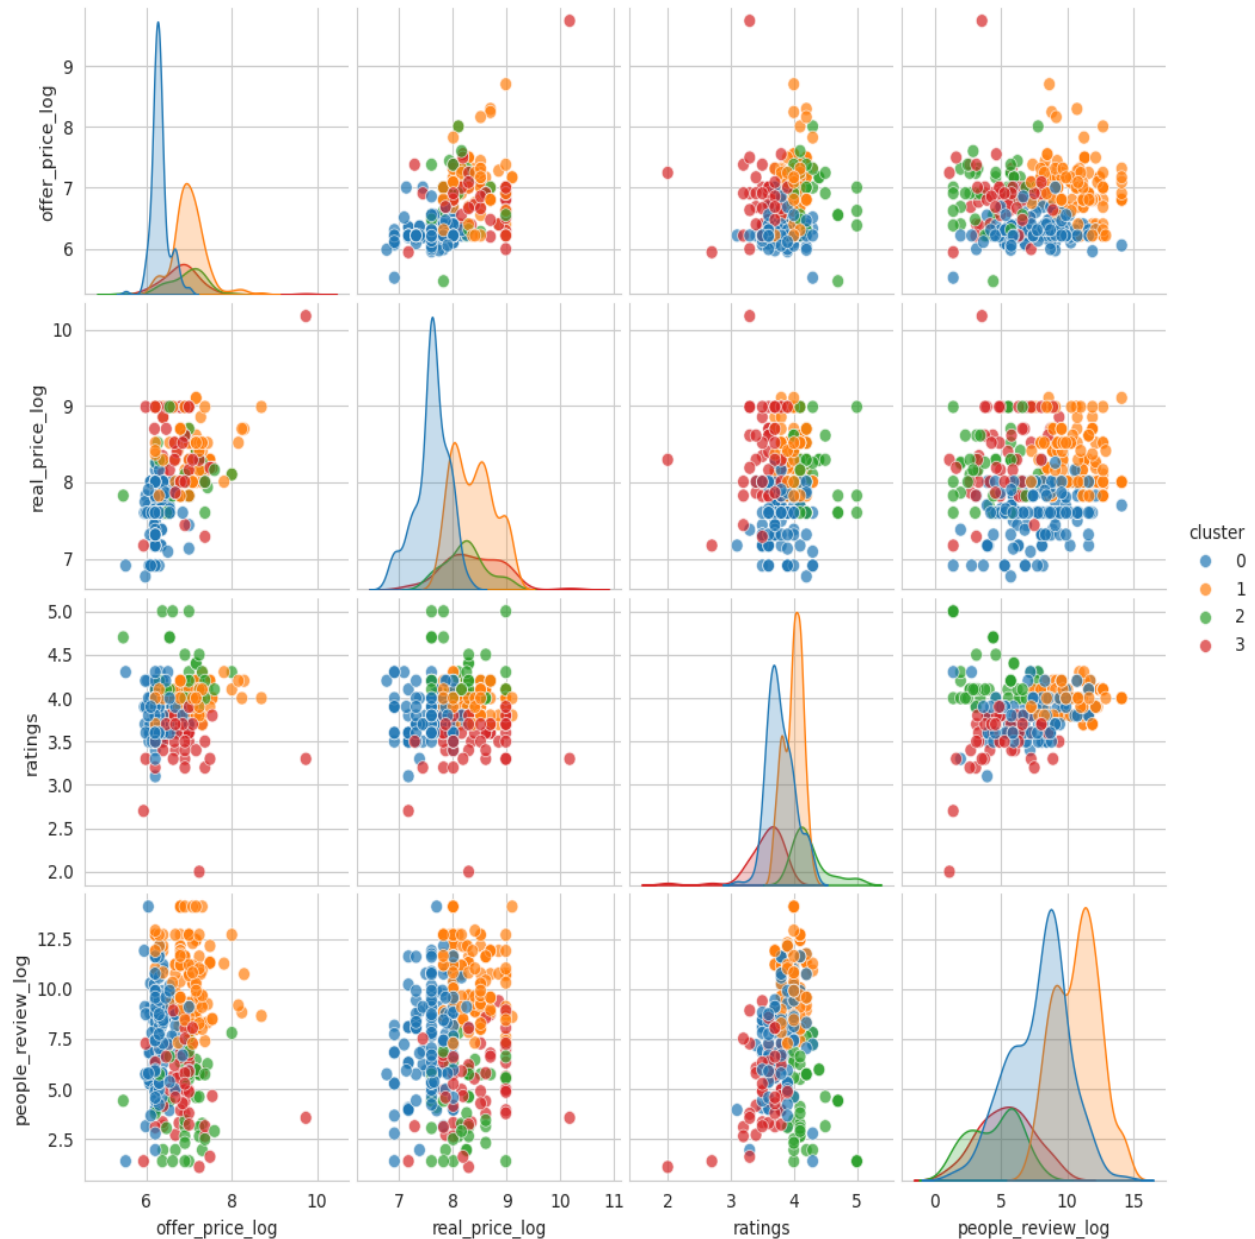 offer_price_log
9
8
7
6
real_price_log
10
9
8
7
cluster
0
1
2
3
ratings
5.0
4.5
4.0
3.5
3.0
2.5
2.0
people_review_log
12.5
10.0
7.5
5.0
2.5
6 8 10
7 8 9 10 11
2 3 4 5
0 5 10 15
offer_price_log
real_price_log
ratings
people_review_log